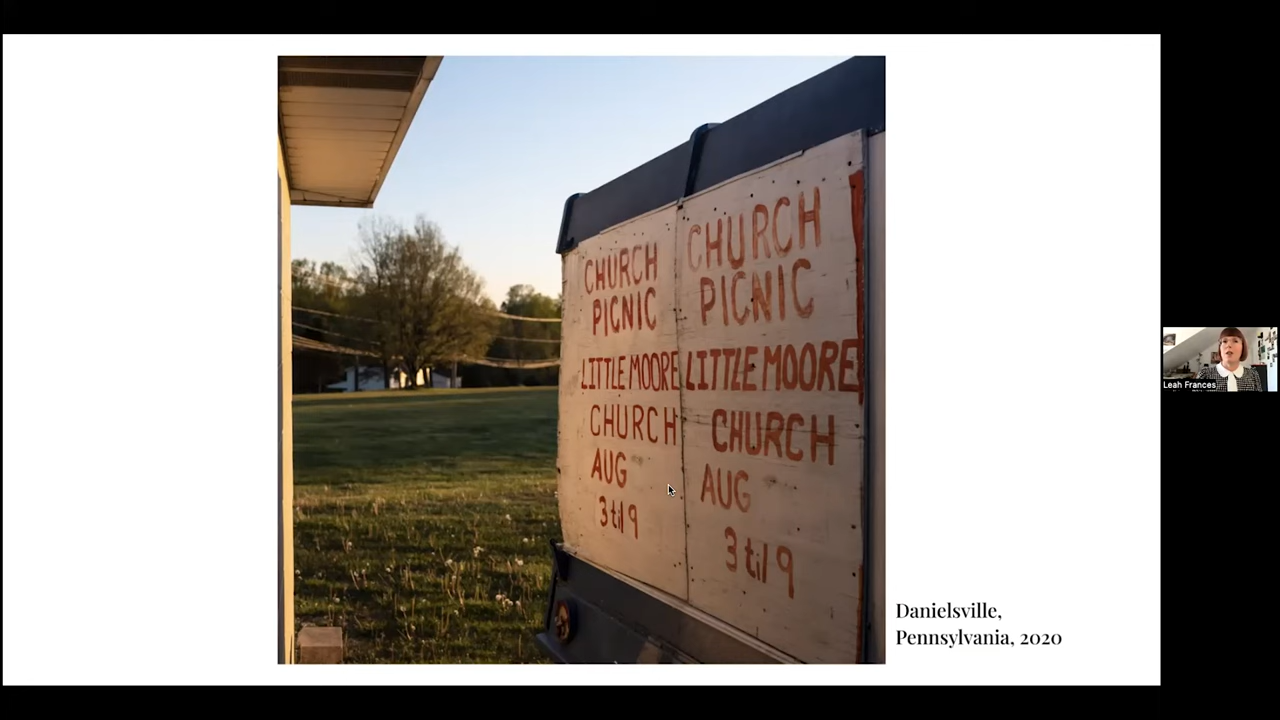 CHURCH
PICNIC
LITTLE MOORE
CHURCH
AUG
3 til 9
CHURCH
PICNIC
LITTLE MOORE
CHURCH
AUG
3 til 9
Danielsville,
Pennsylvania, 2020
Leah Frances